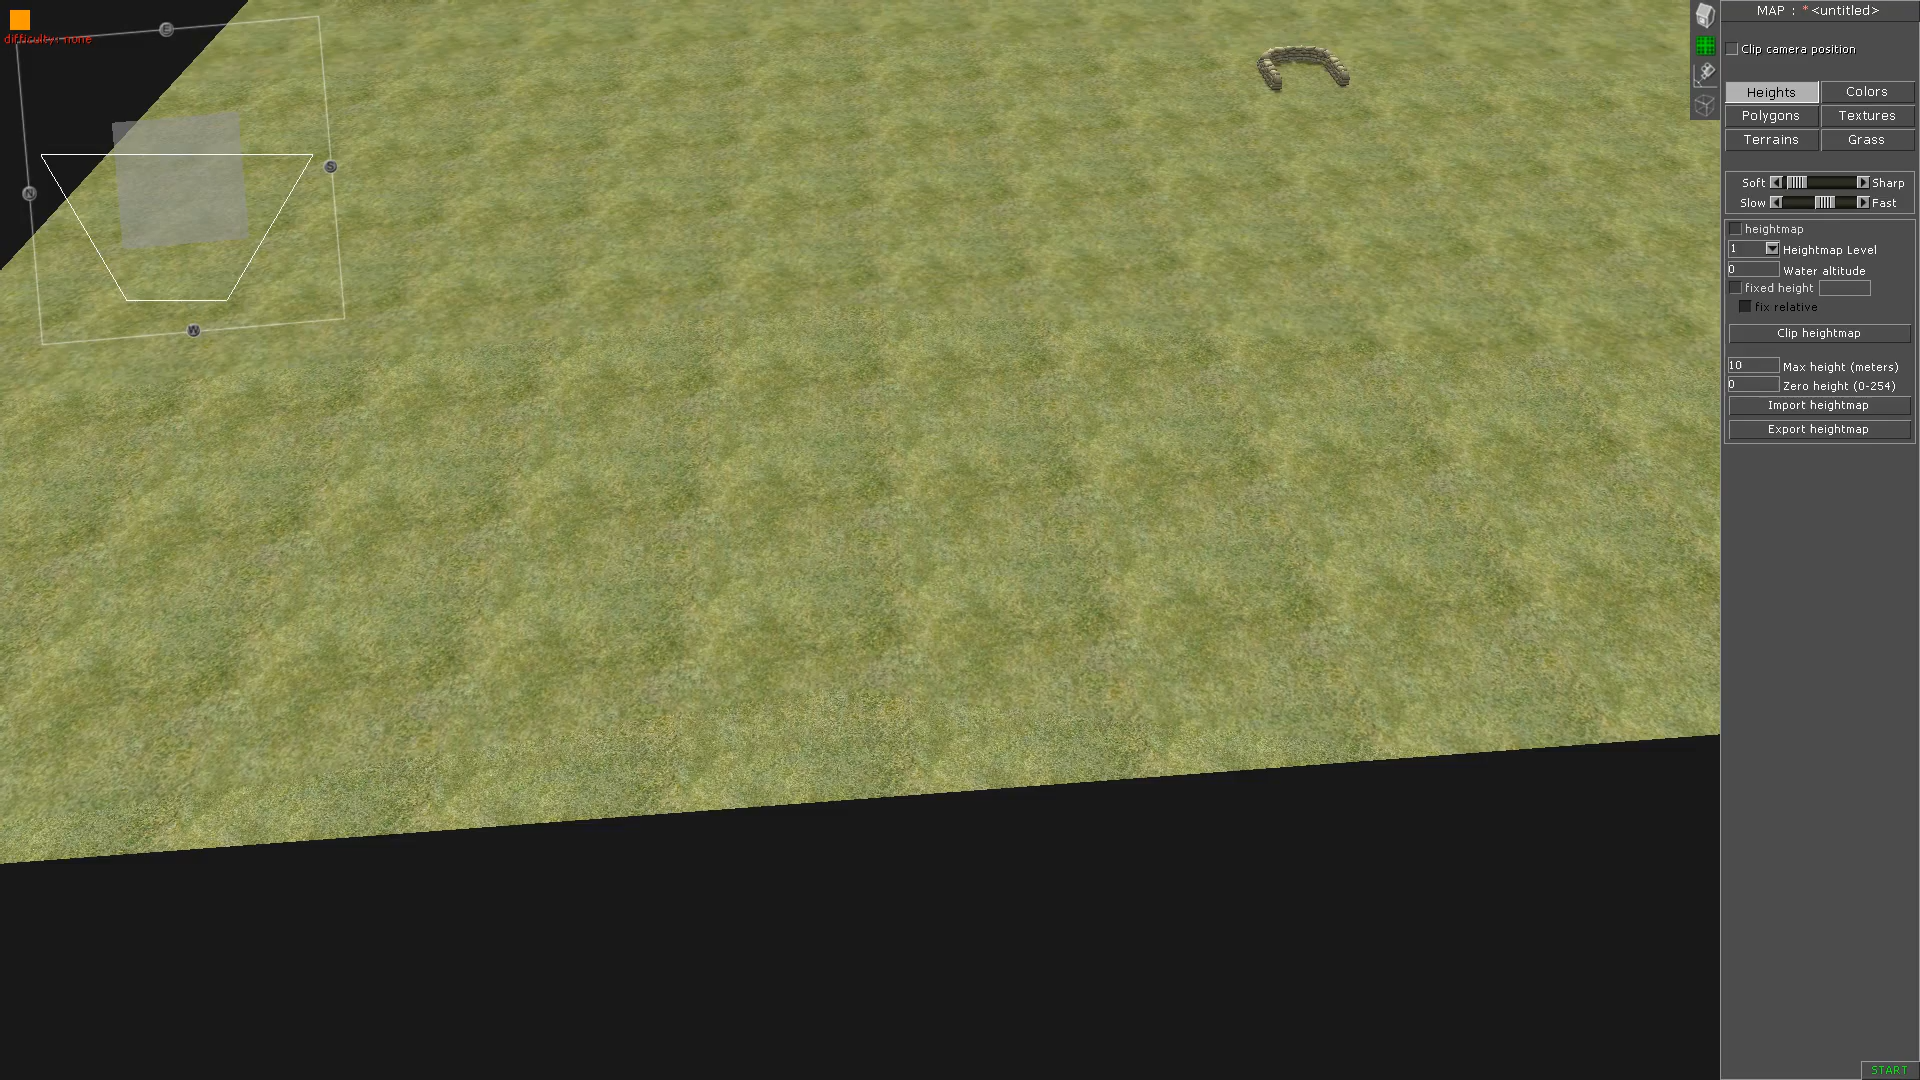 difficulty: none
E
S
N
W
MAP : *<untitled>
Clip camera position
Heights Colors
Polygons Textures
Terrains Grass
Soft Sharp
Slow Fast
heightmap
1 Heightmap Level
0 Water altitude
fixed height
fix relative
Clip heightmap
10 Max height (meters)
0 Zero height (0-254)
Import heightmap
Export heightmap
START